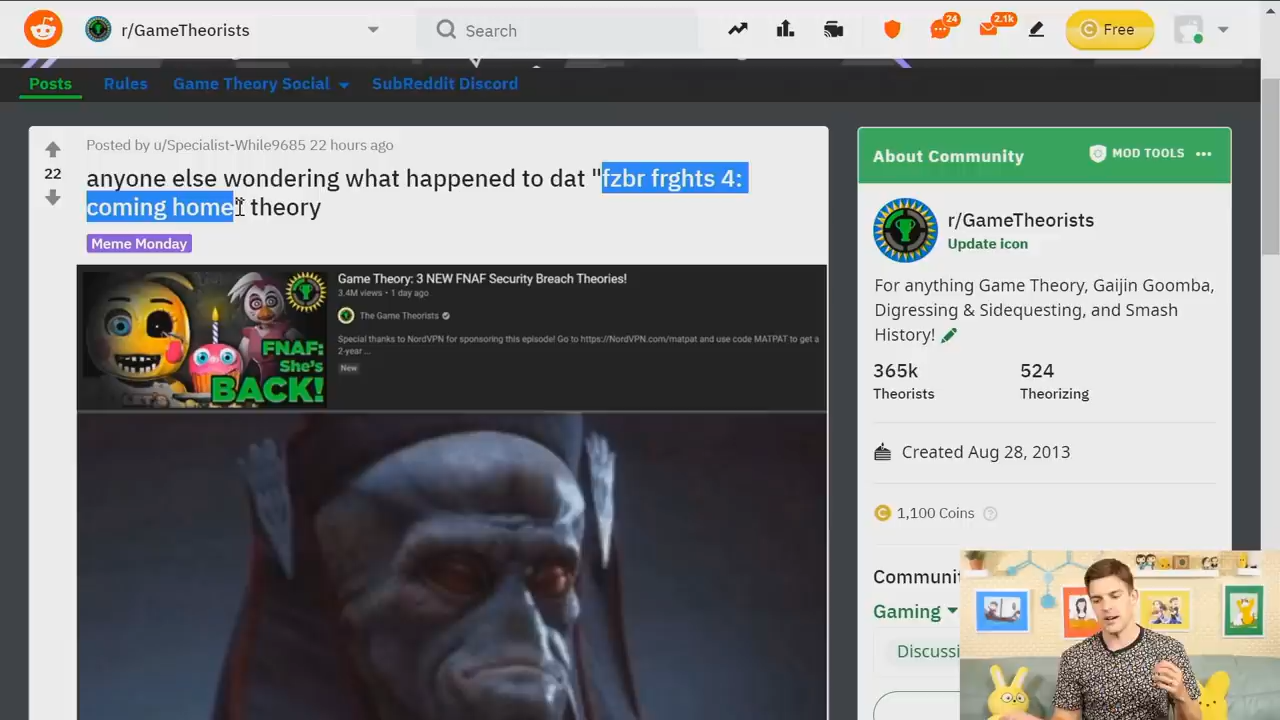 r/GameTheorists
Search
24
2.1k
Free
Posts
Rules
Game Theory Social
SubReddit Discord
Posted by u/Specialist-While9685 22 hours ago
22
anyone else wondering what happened to dat "fzbr frghts 4:
coming home" theory
Meme Monday
Game Theory: 3 NEW FNAF Security Breach Theories!
3.4M views • 1 day ago
The Game Theorists
Special thanks to NordVPN for sponsoring this episode! Go to https://NordVPN.com/matpat and use code MATPAT to get a
2-year ...
New
FNAF:
She's
BACK!
About Community
MOD TOOLS
r/GameTheorists
Update icon
For anything Game Theory, Gaijin Goomba,
Digressing & Sidequesting, and Smash
History!
365k
524
Theorists
Theorizing
Created Aug 28, 2013
1,100 Coins
Communi
Gaming
Discussi